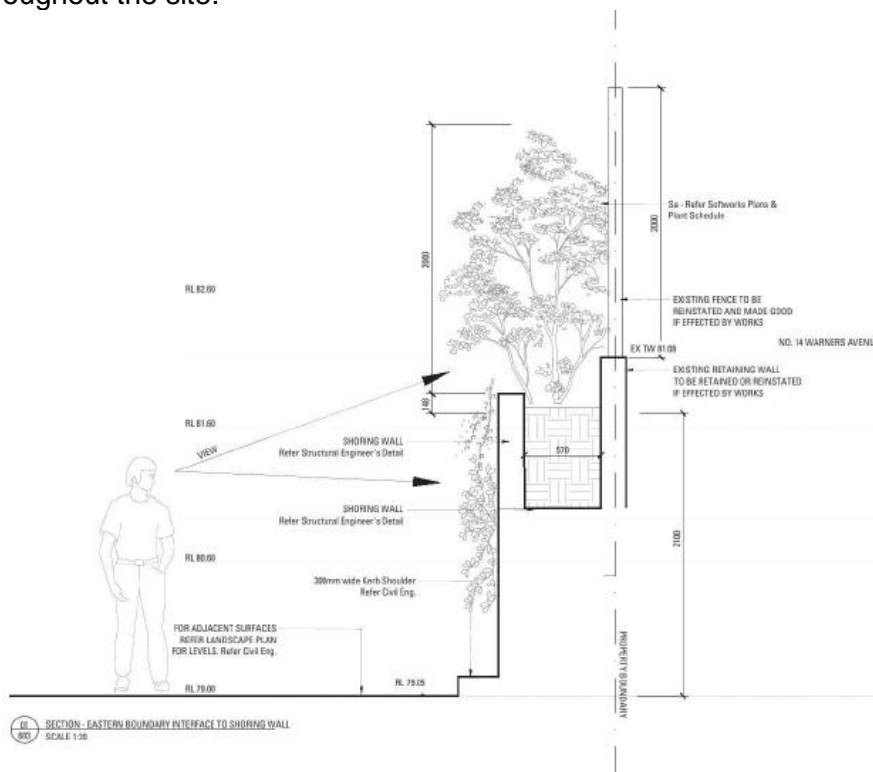 oughout the site.
2000
2000
Sa - Refer Softworks Plans &
Plant Schedule
RL 82.60
EXISTING FENCE TO BE
REINSTATED AND MADE GOOD
IF EFFECTED BY WORKS
NO. 14 WARNERS AVENU
EX TW 81.08
EXISTING RETAINING WALL
TO BE RETAINED OR REINSTATED
IF EFFECTED BY WORKS
148
RL 81.60
VIEW
SHORING WALL
Refer Structural Engineer's Detail
570
SHORING WALL
Refer Structural Engineer's Detail
2100
RL 80.60
300mm wide Kerb Shoulder
Refer Civil Eng.
FOR ADJACENT SURFACES
REFER LANDSCAPE PLAN
FOR LEVELS. Refer Civil Eng.
PROPERTY BOUNDARY
RL 79.00
RL 79.05
01
SECTION - EASTERN BOUNDARY INTERFACE TO SHORING WALL
SCALE 1:20